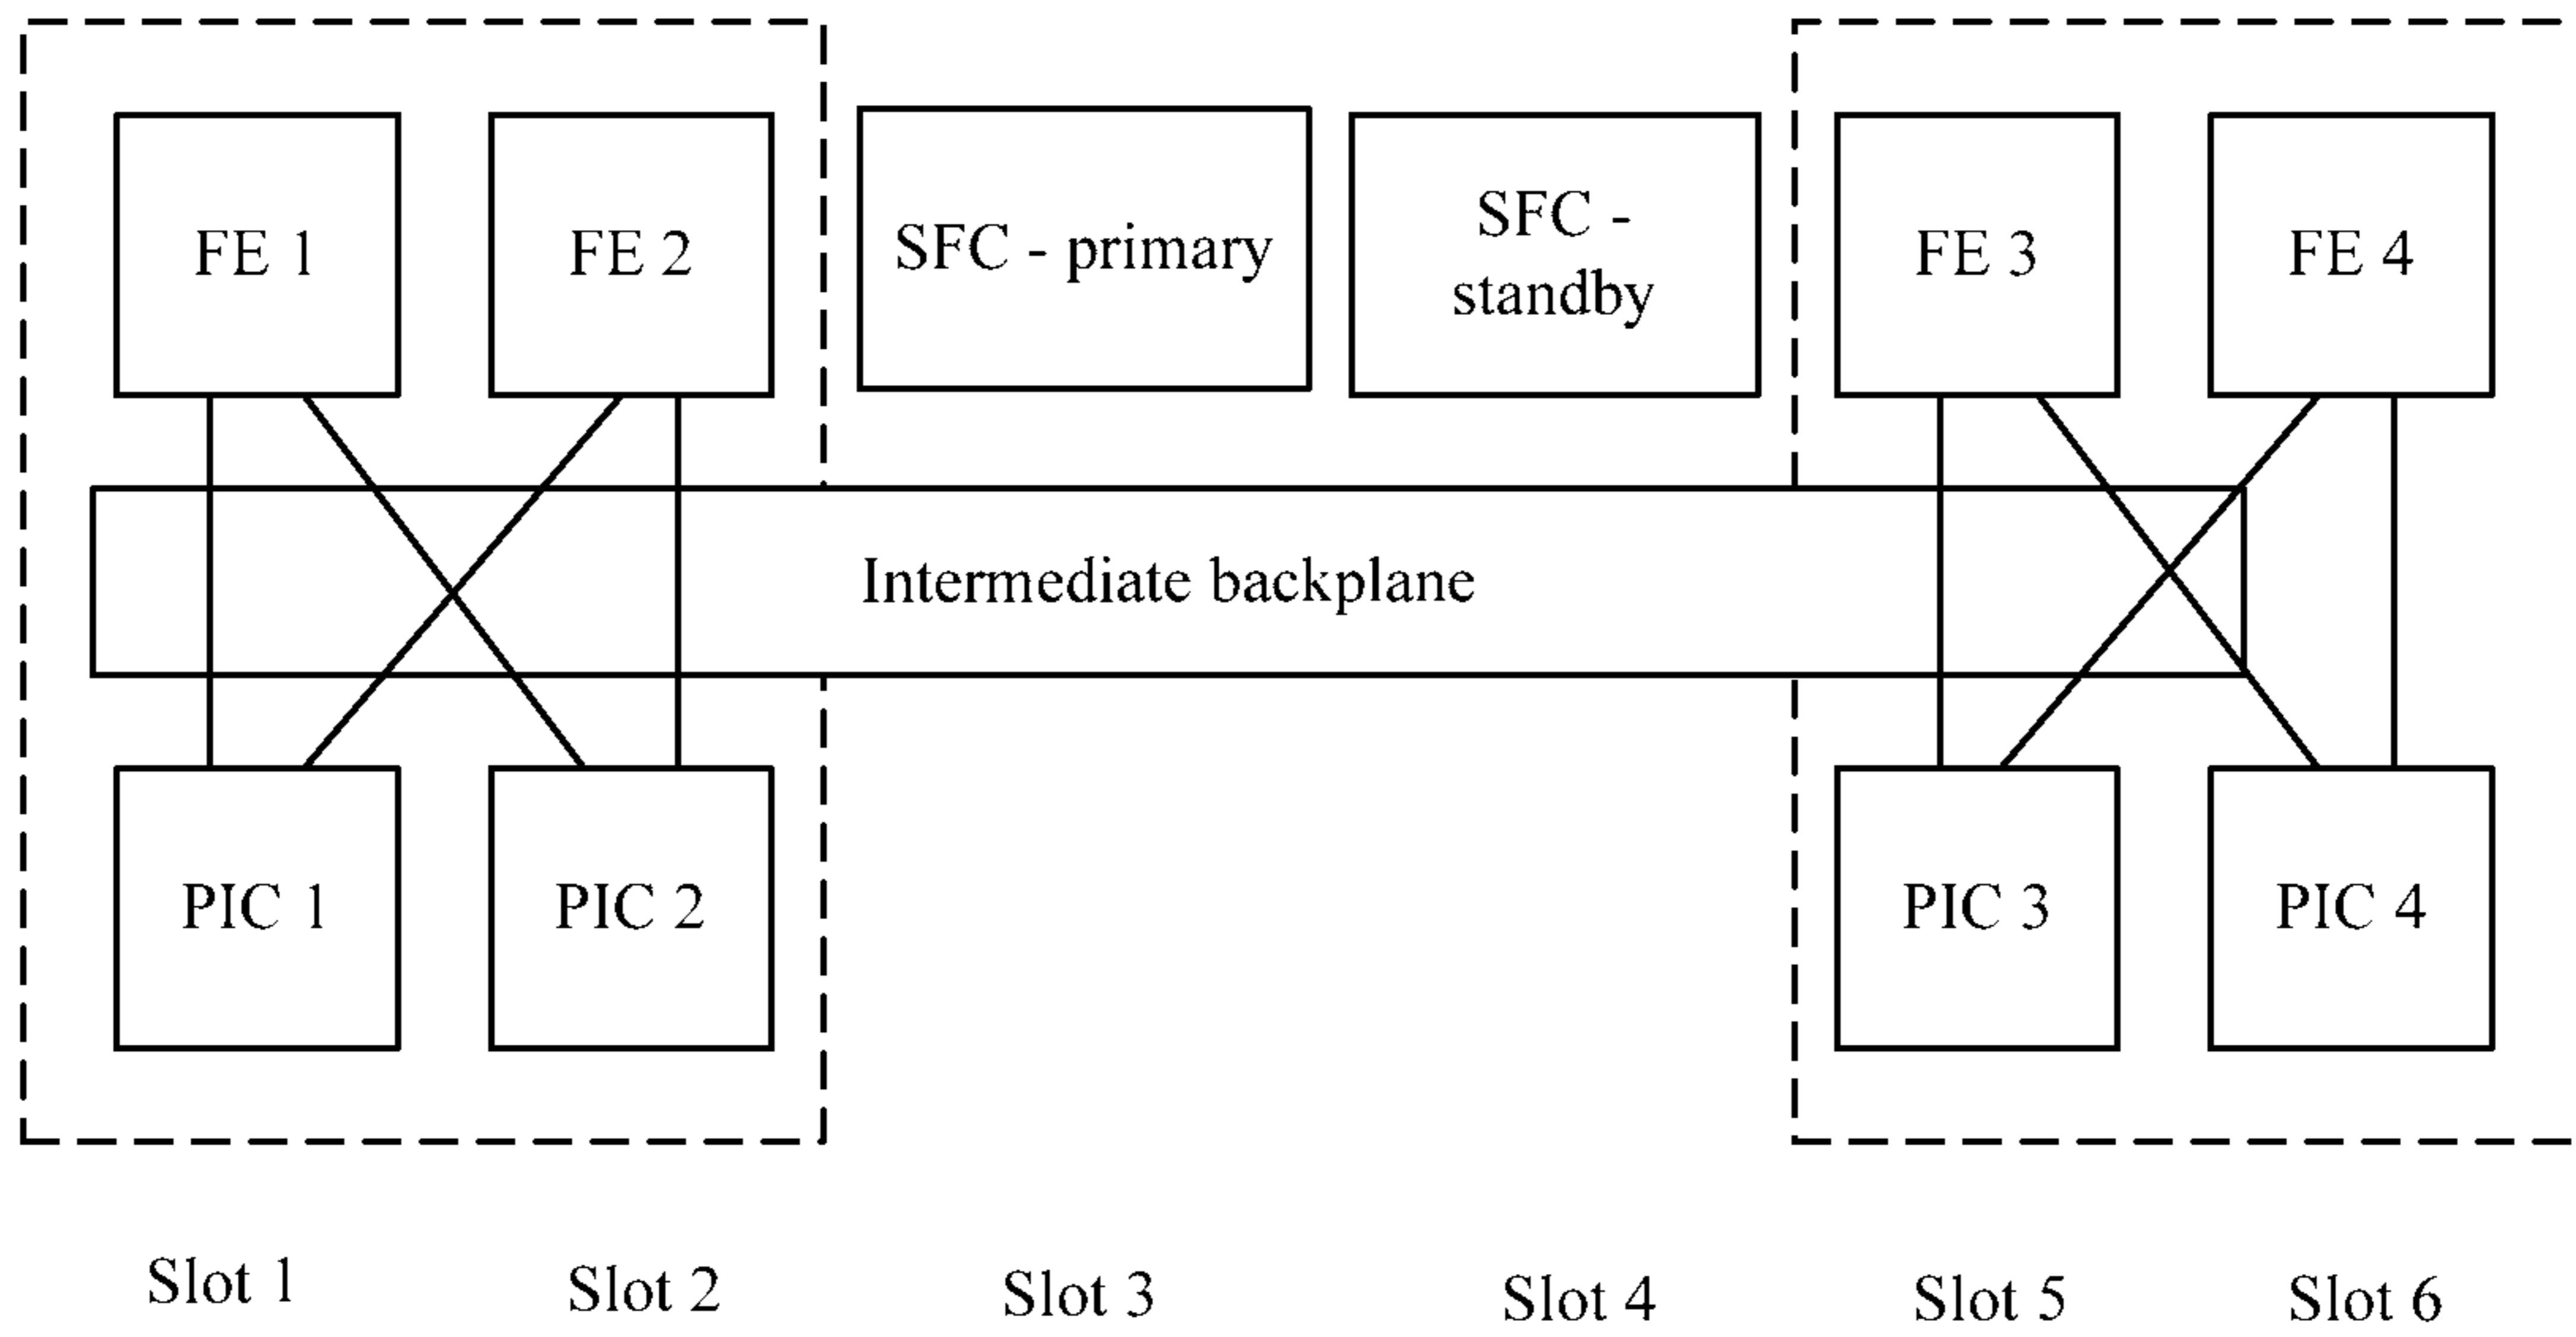 FE 1
FE 2
SFC - primary
SFC -
standby
FE 3
FE 4
Intermediate backplane
PIC 1
PIC 2
PIC 3
PIC 4
Slot 1
Slot 2
Slot 3
Slot 4
Slot 5
Slot 6